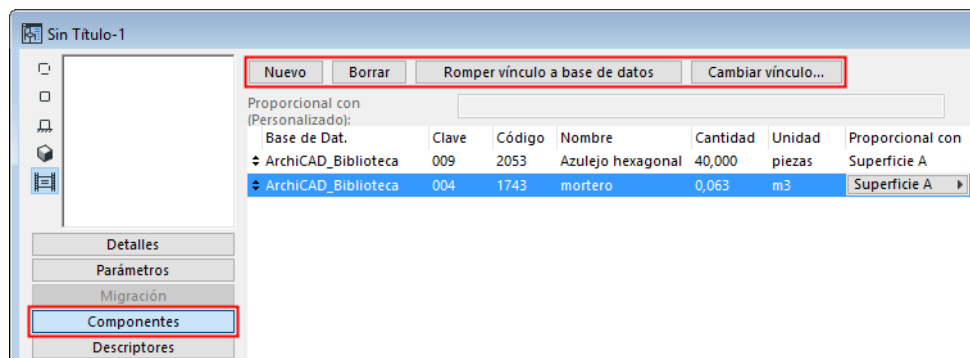 Sin Título-1
Nuevo Borrar Romper vínculo a base de datos Cambiar vínculo...
Proporcional con
(Personalizado):
Base de Dat. Clave Código Nombre Cantidad Unidad Proporcional con
ArchiCAD_Biblioteca 009 2053 Azulejo hexagonal 40,000 piezas Superficie A
ArchiCAD_Biblioteca 004 1743 mortero 0,063 m3 Superficie A
Detalles
Parámetros
Migración
Componentes
Descriptores